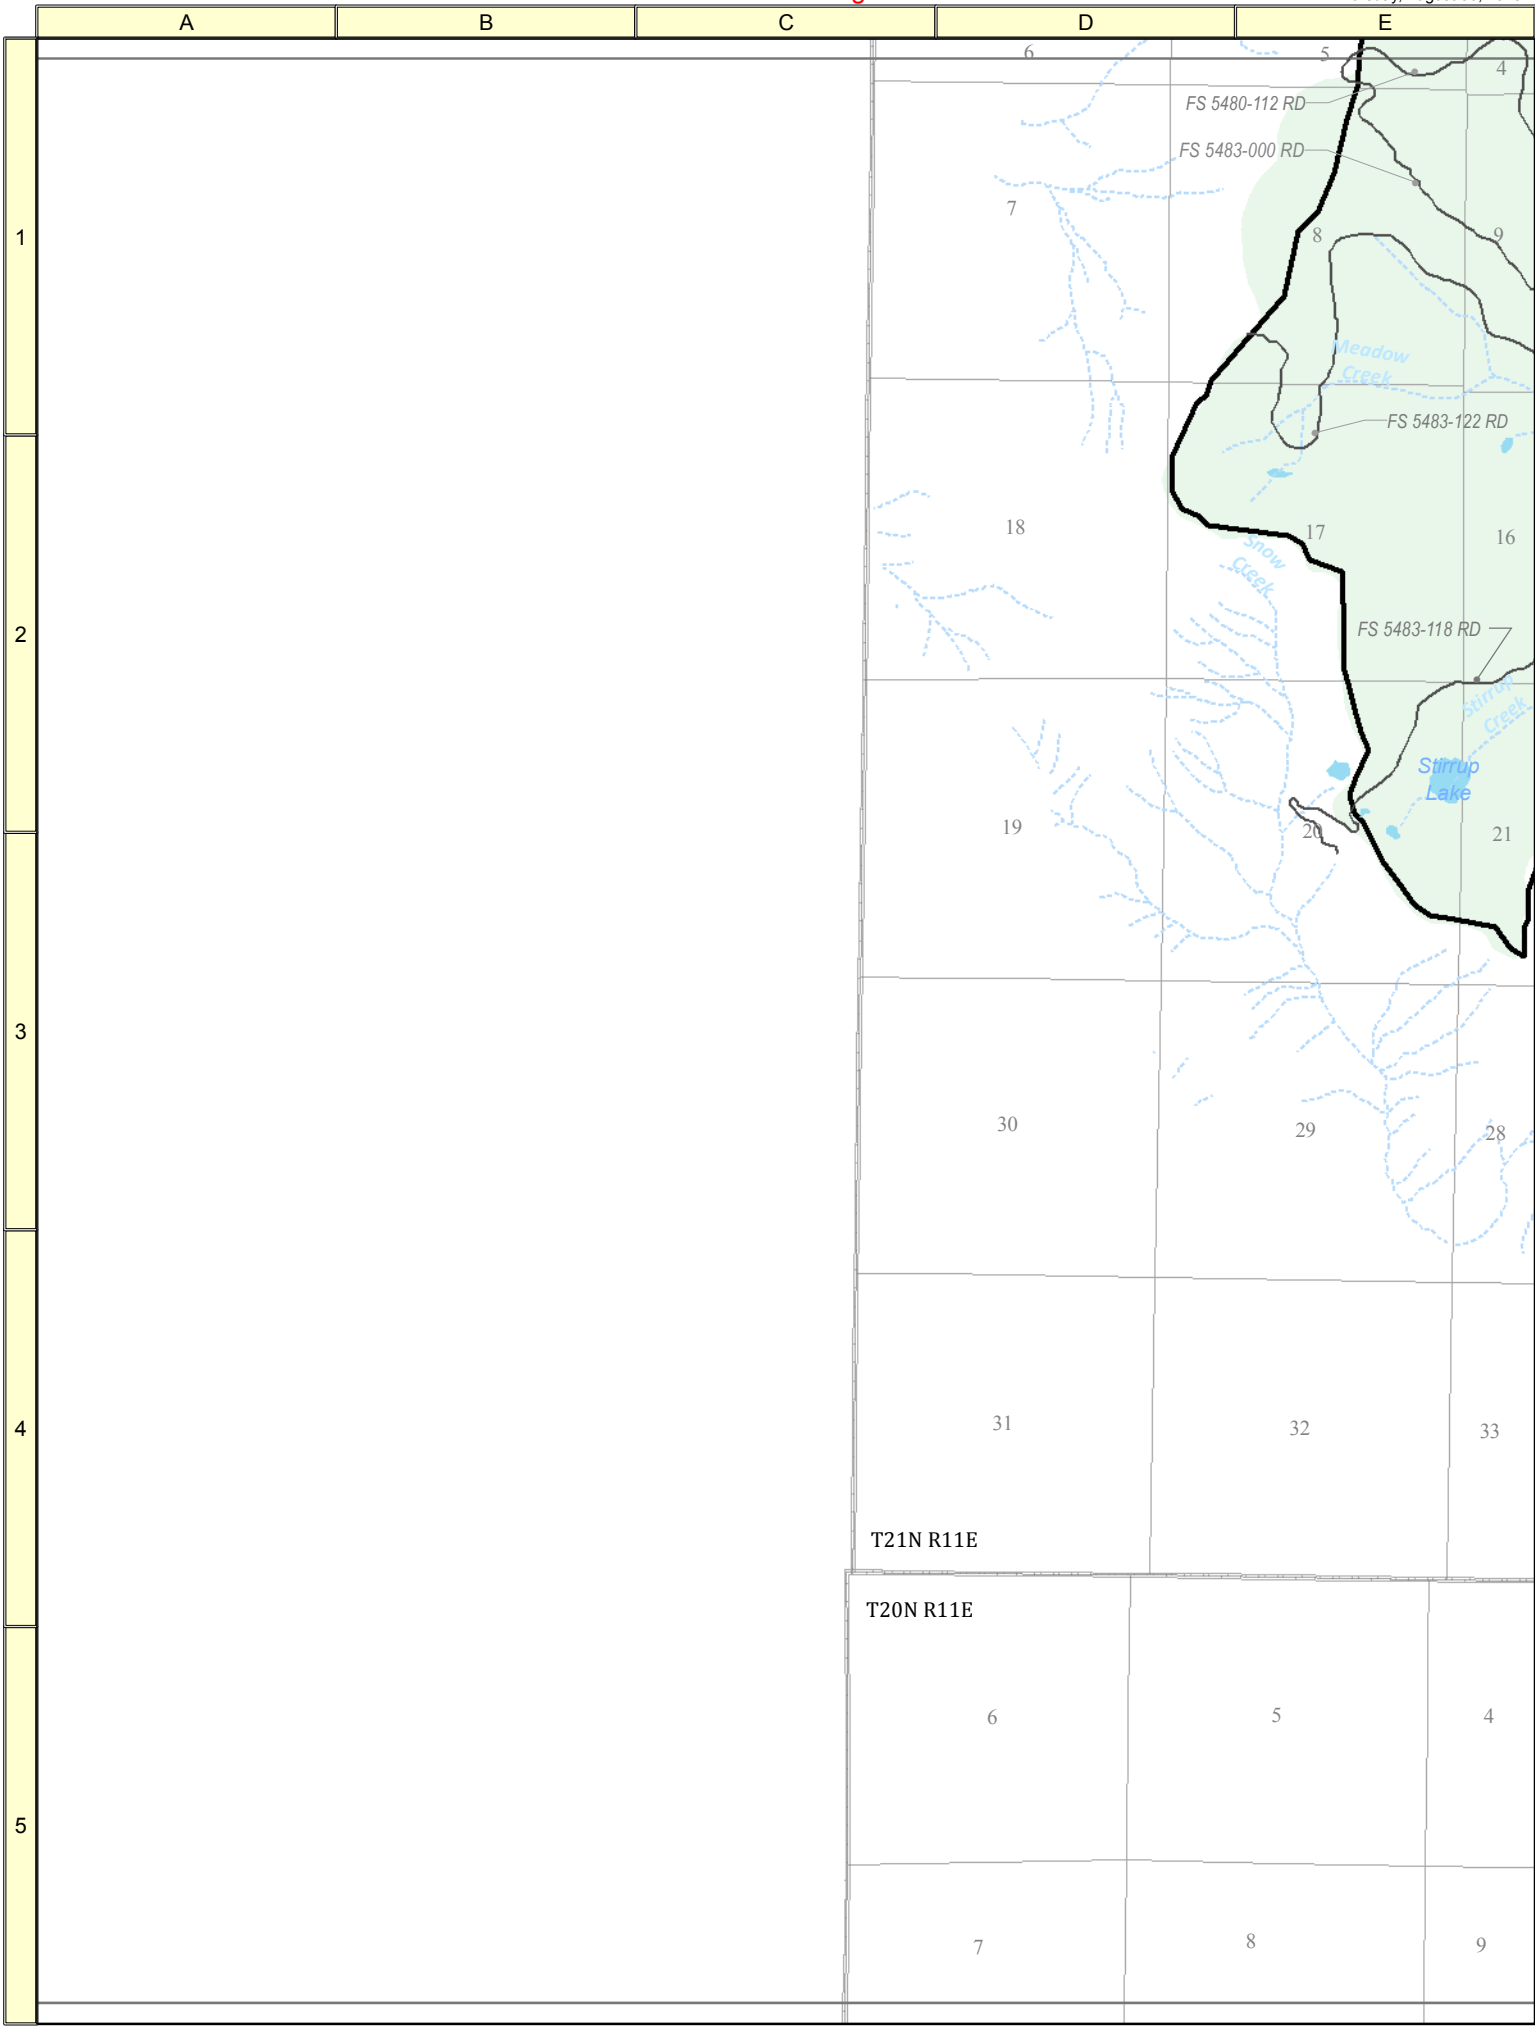 A B C D E
6 5 4
FS 5480-112 RD
FS 5483-000 RD
1
7 8 9
Meadow
Creek
FS 5483-122 RD
18 17 16
Snow
Creek
2
FS 5483-118 RD
Stirrup
Creek
Stirrup
Lake
19 20 21
3
30 29 28
4
31 32 33
T21N R11E
T20N R11E
6 5 4
5
7 8 9